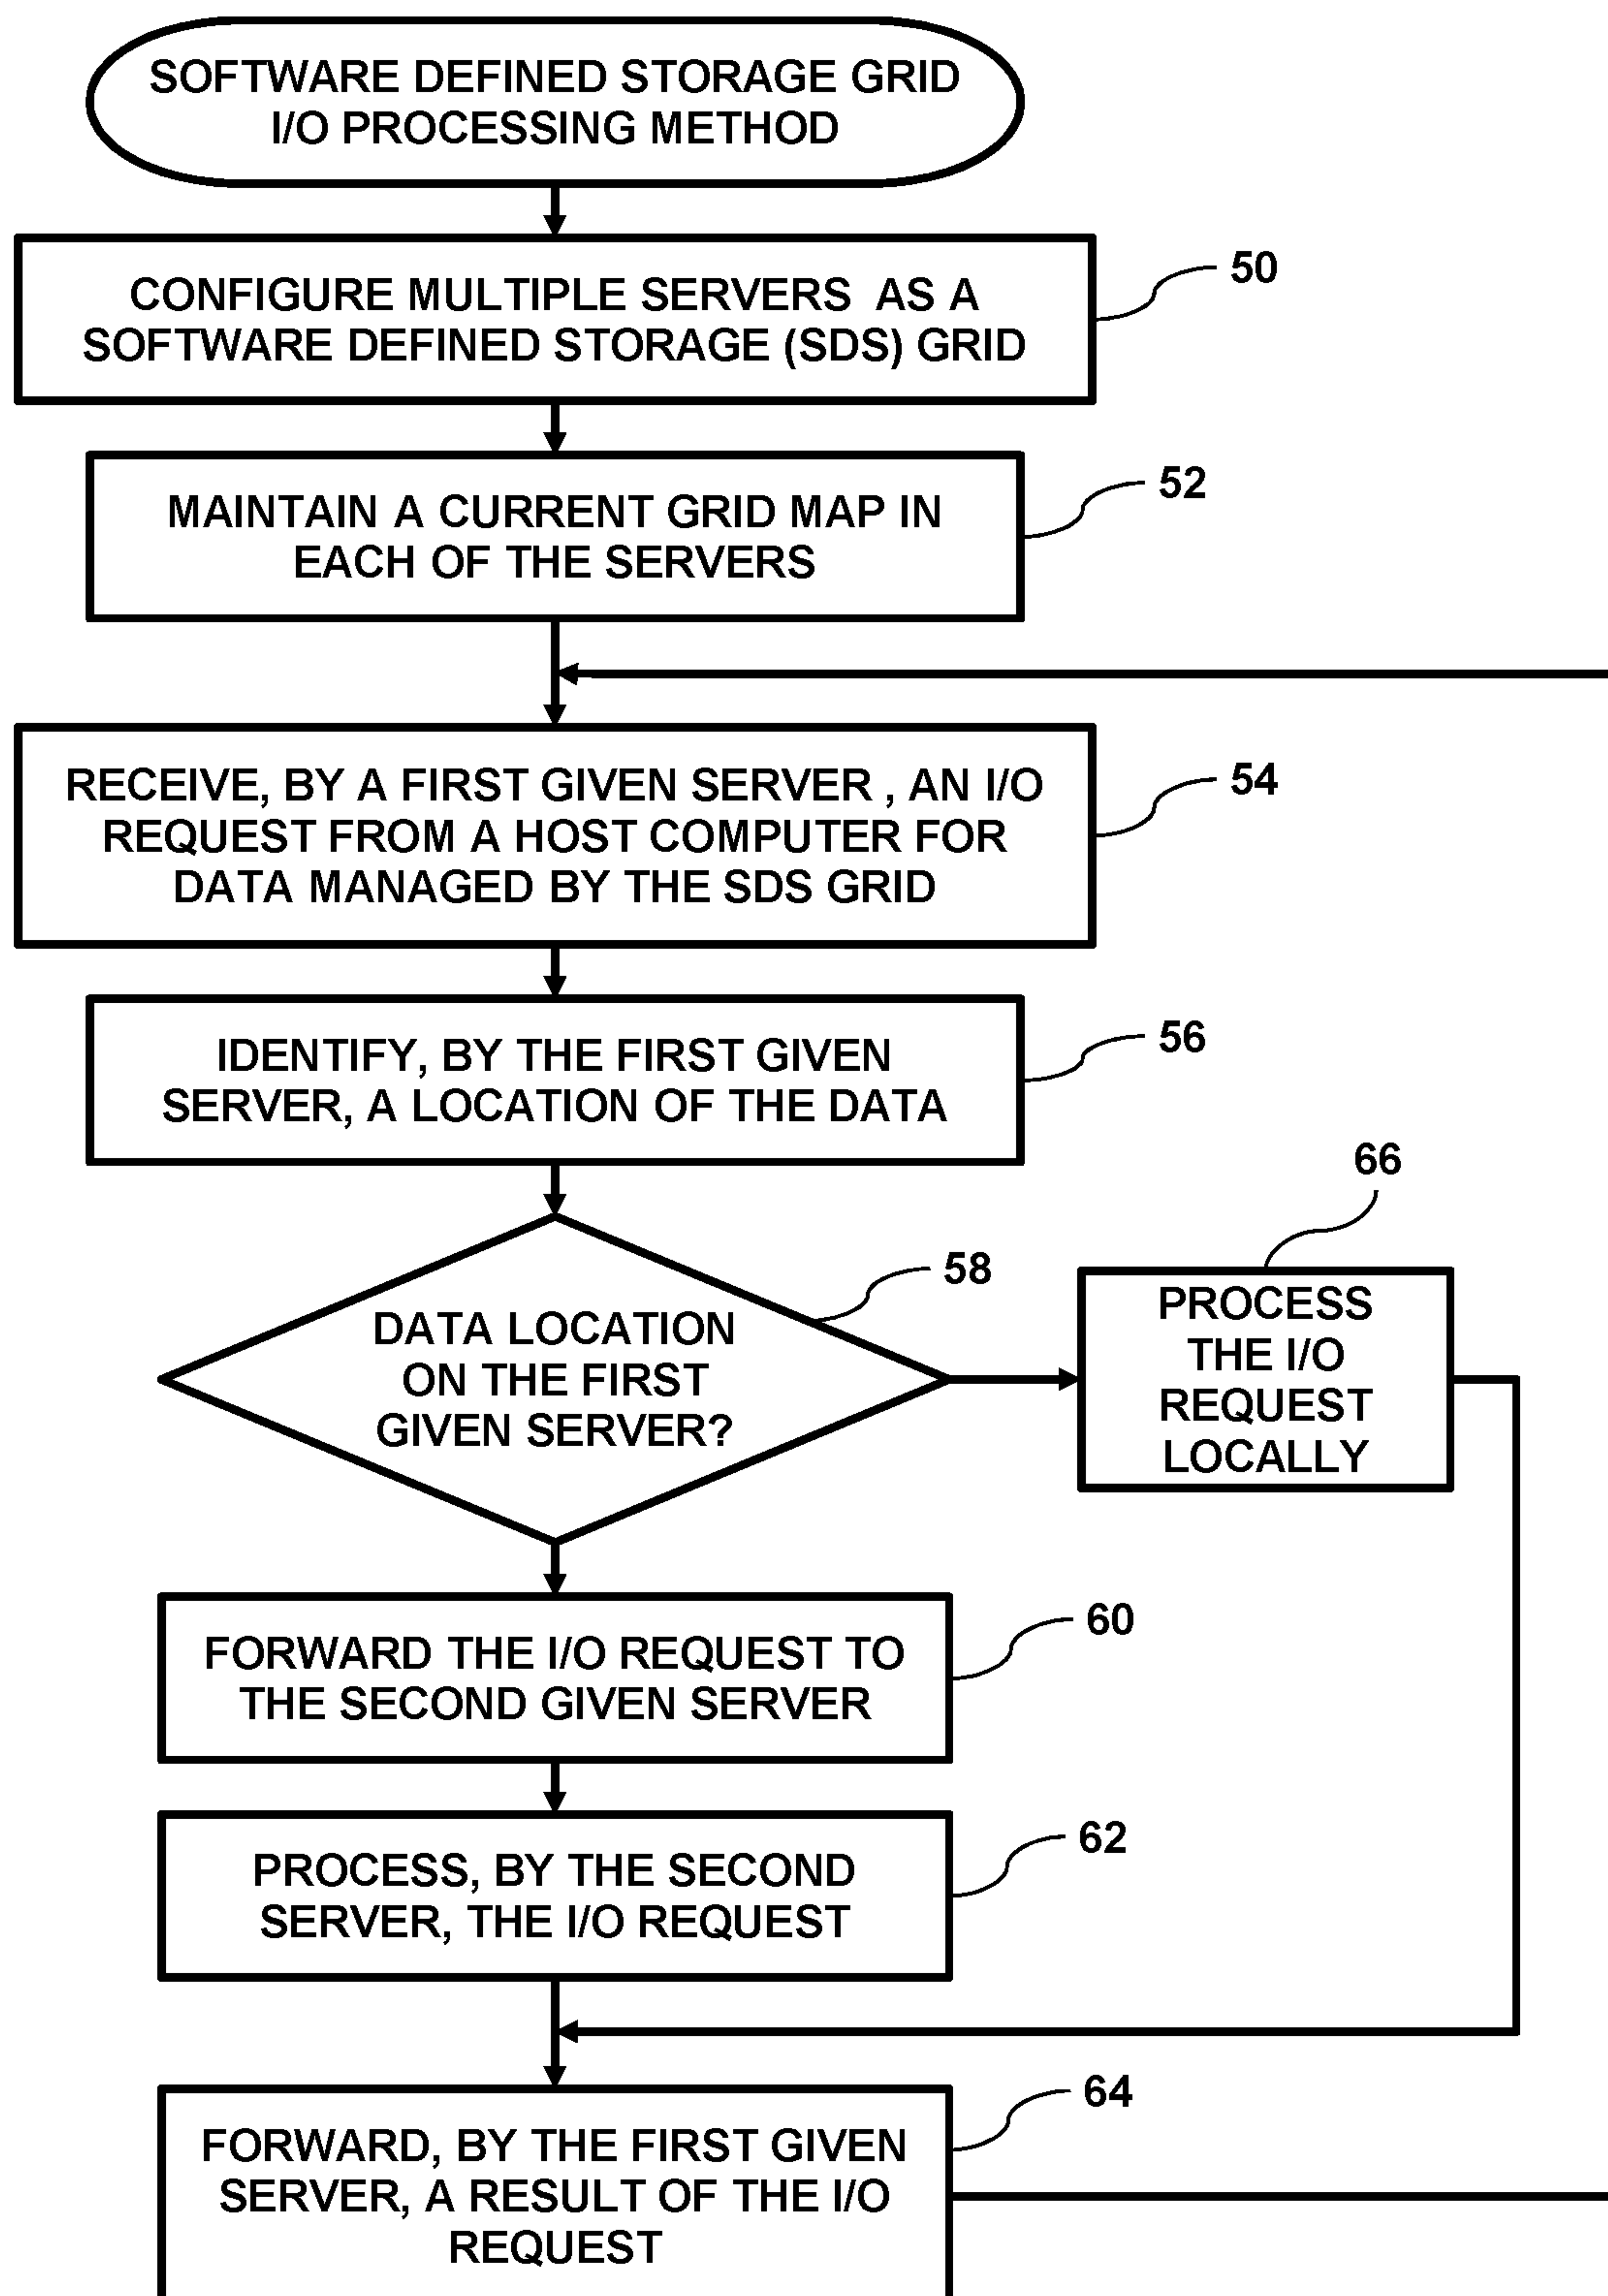 SOFTWARE DEFINED STORAGE GRID
I/O PROCESSING METHOD
CONFIGURE MULTIPLE SERVERS AS A
SOFTWARE DEFINED STORAGE (SDS) GRID
50
MAINTAIN A CURRENT GRID MAP IN
EACH OF THE SERVERS
52
RECEIVE, BY A FIRST GIVEN SERVER , AN I/O
REQUEST FROM A HOST COMPUTER FOR
DATA MANAGED BY THE SDS GRID
54
IDENTIFY, BY THE FIRST GIVEN
SERVER, A LOCATION OF THE DATA
56
DATA LOCATION
ON THE FIRST
GIVEN SERVER?
58
66
PROCESS
THE I/O
REQUEST
LOCALLY
FORWARD THE I/O REQUEST TO
THE SECOND GIVEN SERVER
60
PROCESS, BY THE SECOND
SERVER, THE I/O REQUEST
62
FORWARD, BY THE FIRST GIVEN
SERVER, A RESULT OF THE I/O
REQUEST
64